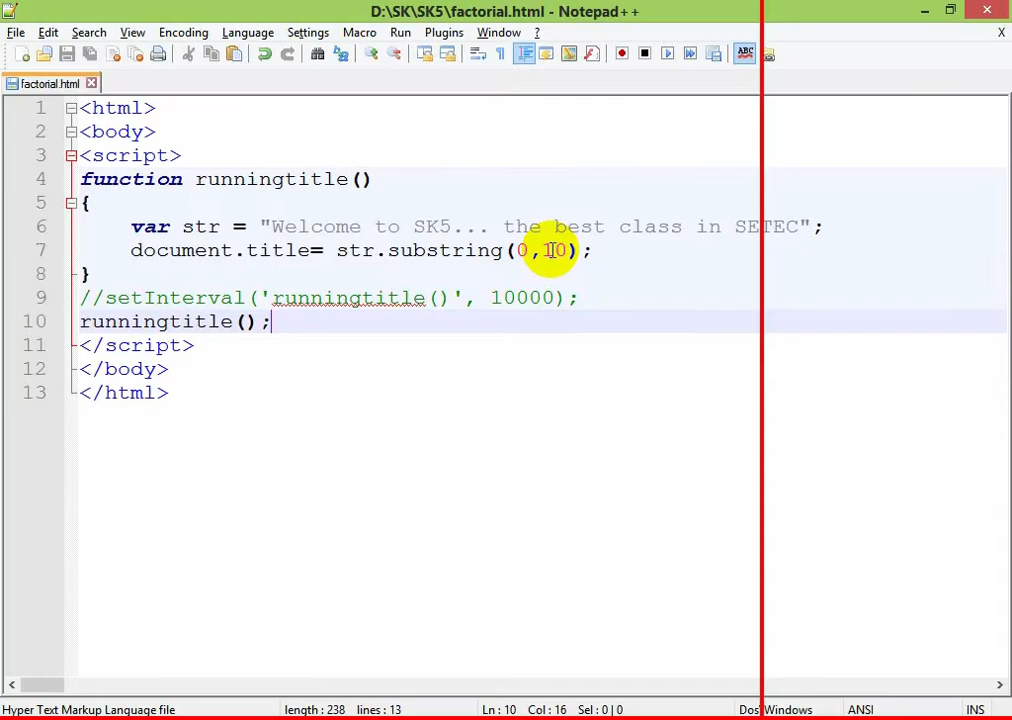 D:\SK\SK5\factorial.html - Notepad++
File Edit Search View Encoding Language Settings Macro Run Plugins Window ? X
ABC
factorial.html
1 <html>
2 <body>
3 <script>
4 function runningtitle()
5 {
6 var str = "Welcome to SK5... the best class in SETEC";
7 document.title= str.substring(0,10);
8 }
9 //setInterval('runningtitle()', 10000);
10 runningtitle();
11 </script>
12 </body>
13 </html>
Hyper Text Markup Language file length : 238 lines : 13 Ln : 10 Col : 16 Sel : 0 | 0 Dos\Windows ANSI INS